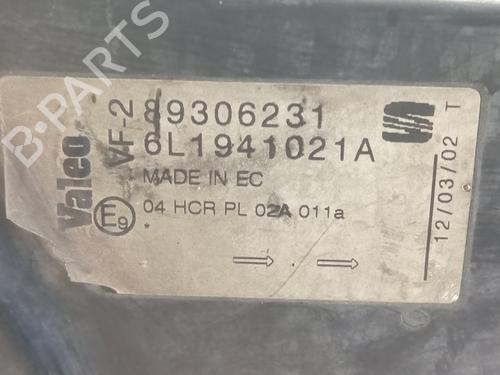 Valeo
VF-2
89306231
6L1941021A
MADE IN EC
E9
04 HCR PL 02A 011a
12/03/02 T
B-PARTS